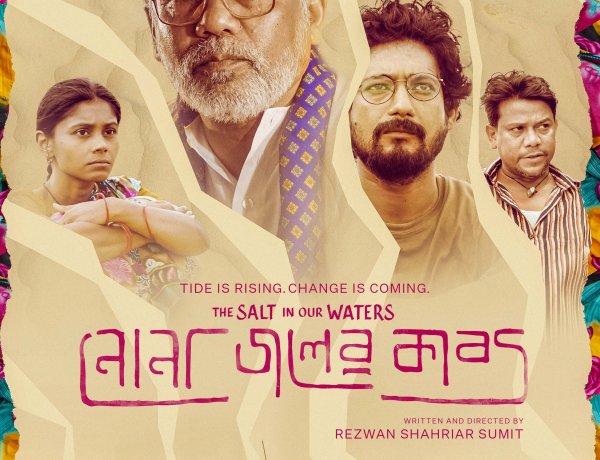 TIDE IS RISING. CHANGE IS COMING.
THE SALT IN OUR WATERS
নোনা জলের কাব্য
WRITTEN AND DIRECTED BY
REZWAN SHAHRIAR SUMIT